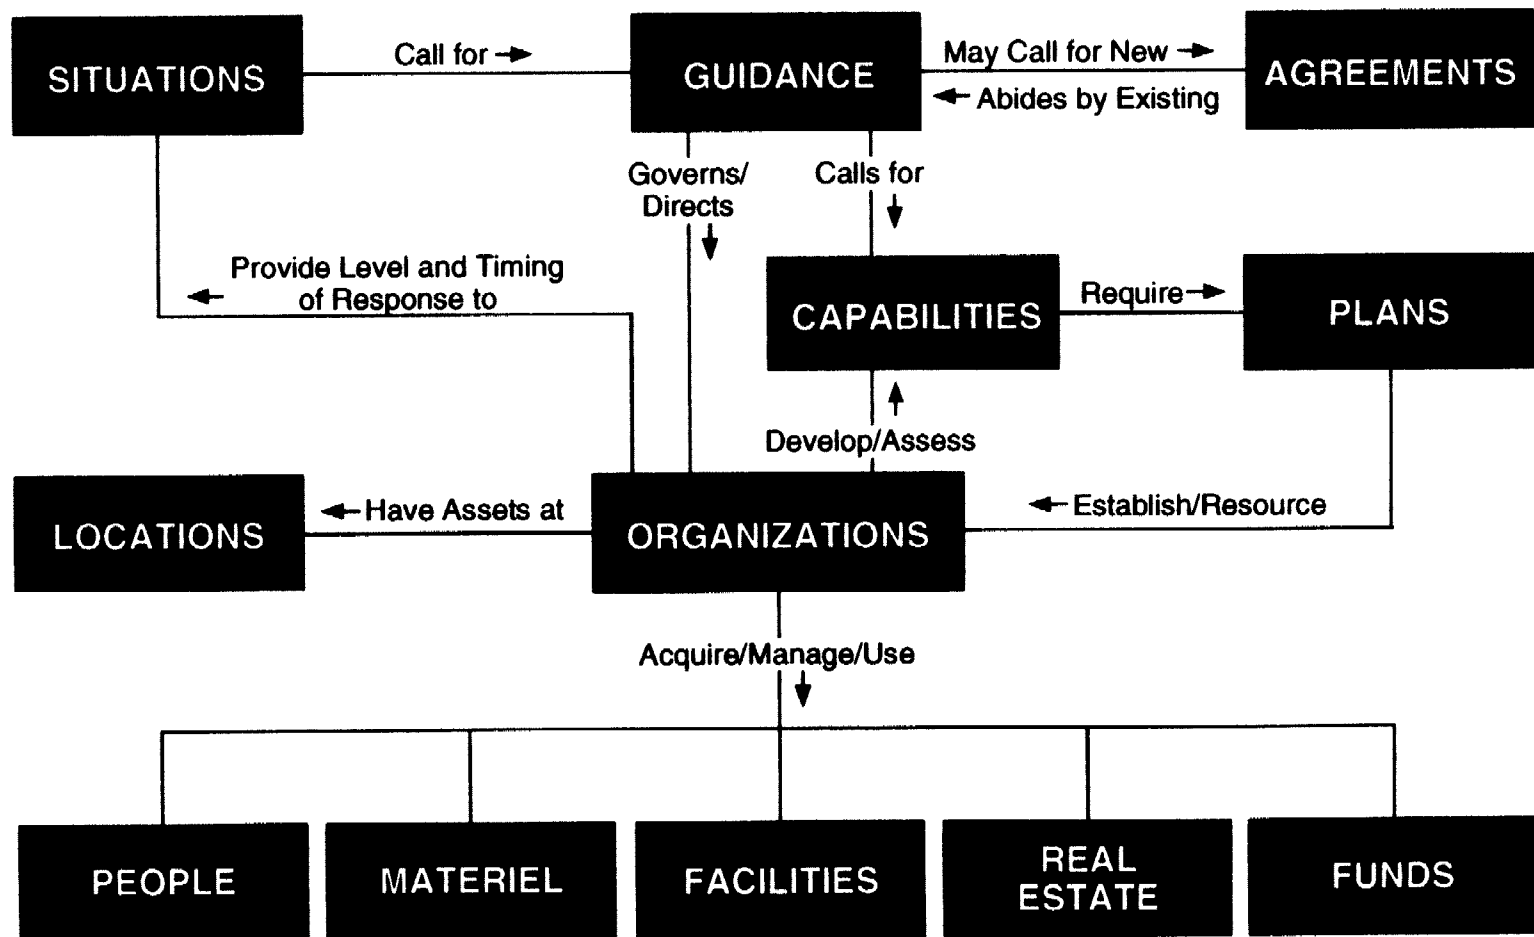 SITUATIONS
Call for →
GUIDANCE
May Call for New →
← Abides by Existing
AGREEMENTS
Governs/
Directs
Calls for
Provide Level and Timing
of Response to
CAPABILITIES
Require →
PLANS
Develop/Assess
LOCATIONS
← Have Assets at
ORGANIZATIONS
← Establish/Resource
Acquire/Manage/Use
PEOPLE
MATERIEL
FACILITIES
REAL
ESTATE
FUNDS